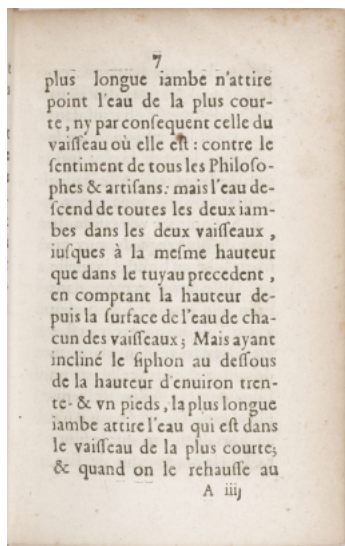 7
plus longue iambe n'attire
point l'eau de la plus cour-
te, ny par conſequent celle du
vaiſſeau où elle eſt : contre le
ſentiment de tous les Philoſo-
phes & artiſans: mais l'eau de-
ſcend de toutes les deux iam-
bes dans les deux vaiſſeaux,
iuſques à la meſme hauteur
que dans le tuyau precedent,
en comptant la hauteur de-
puis la ſurface de l'eau de cha-
cun des vaiſſeaux; Mais ayant
incliné le ſiphon au deſſous
de la hauteur d'enuiron tren-
te- & vn pieds, la plus longue
iambe attire l'eau qui eſt dans
le vaiſſeau de la plus courte;
& quand on le rehauſſe au
A iiij